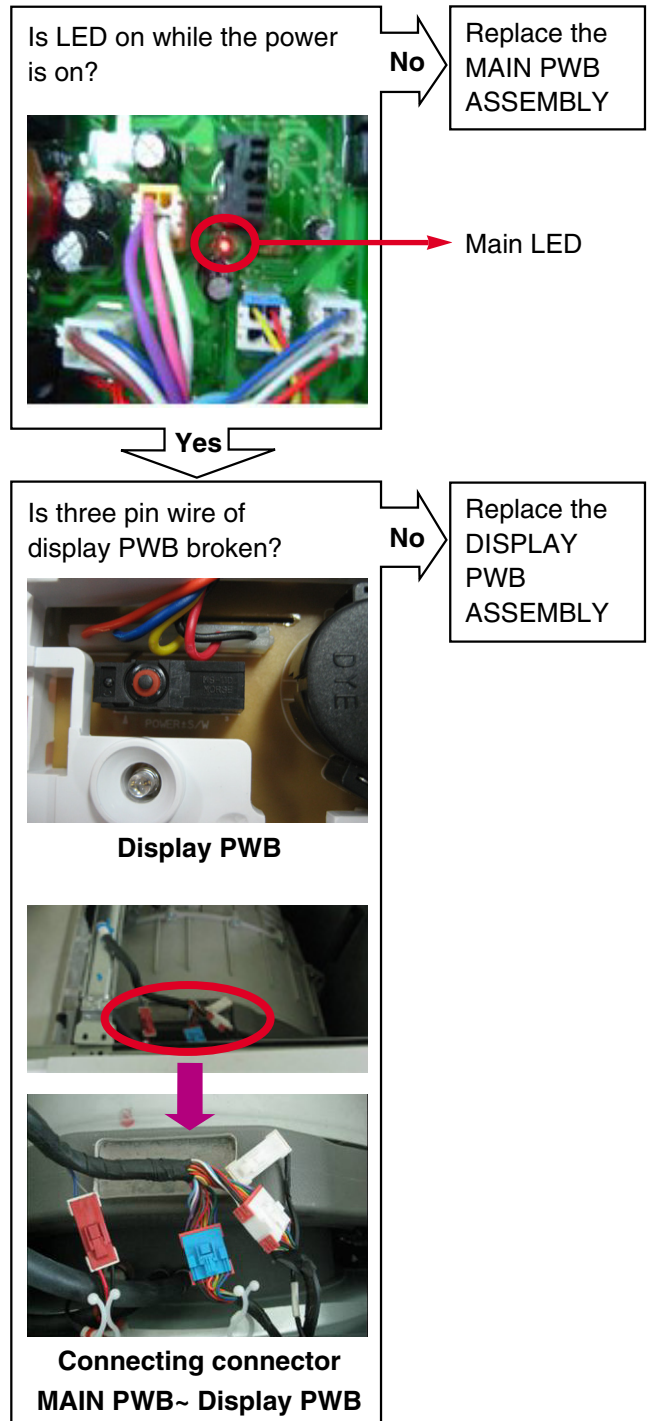 Is LED on while the power
is on?
No
Replace the
MAIN PWB
ASSEMBLY
Main LED
Yes
Is three pin wire of
display PWB broken?
No
Replace the
DISPLAY
PWB
ASSEMBLY
DYE
POWER S/W
Display PWB
Connecting connector
MAIN PWB~ Display PWB